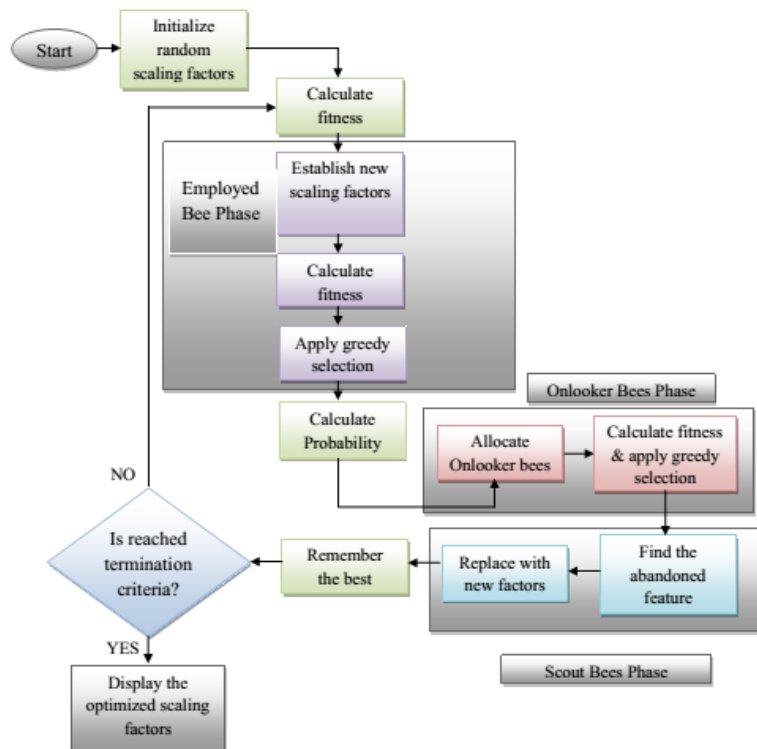 Start
Initialize
random
scaling factors
Calculate
fitness
Employed
Bee Phase
Establish new
scaling factors
Calculate
fitness
Apply greedy
selection
Calculate
Probability
Onlooker Bees Phase
Allocate
Onlooker bees
Calculate fitness
& apply greedy
selection
Find the
abandoned
feature
Replace with
new factors
Scout Bees Phase
Remember
the best
Is reached
termination
criteria?
NO
YES
Display the
optimized scaling
factors